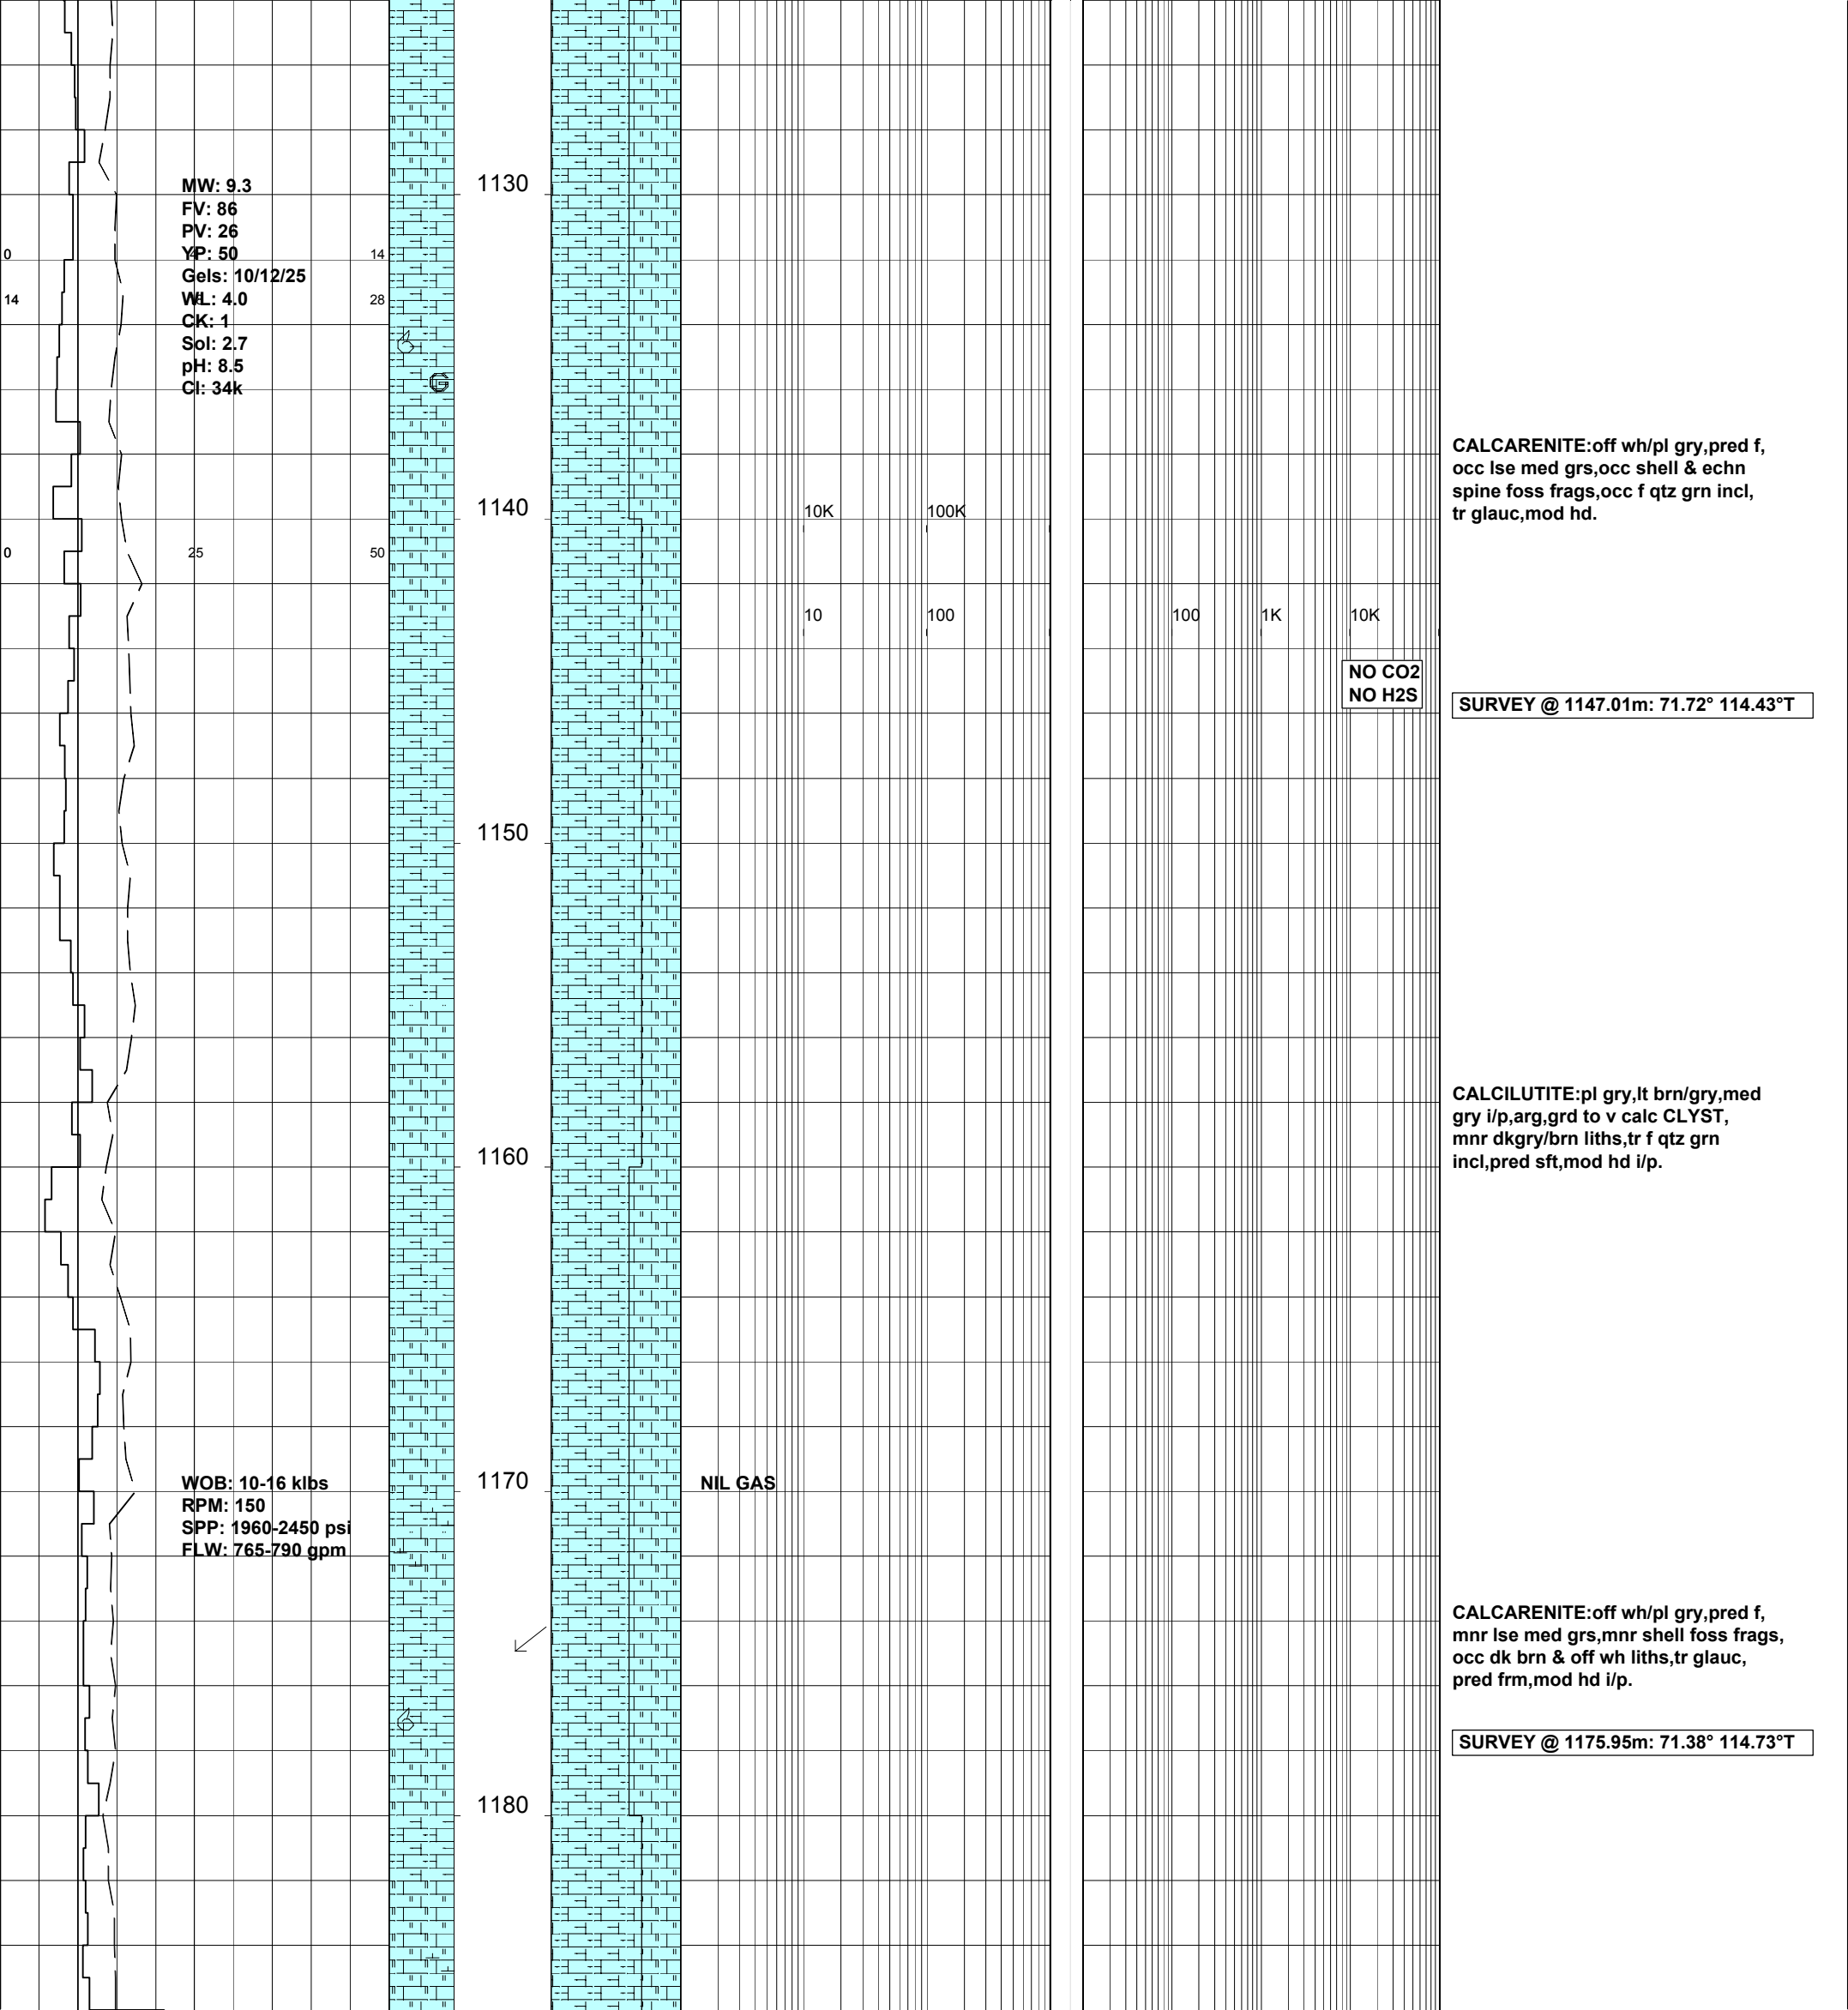 MW: 9.3
FV: 86
PV: 26
YP: 50
Gels: 10/12/25
WL: 4.0
CK: 1
Sol: 2.7
pH: 8.5
Cl: 34k
0 14
14 28
0 25 50
WOB: 10-16 klbs
RPM: 150
SPP: 1960-2450 psi
FLW: 765-790 gpm
G
1130
1140
1150
1160
1170
1180
10K 100K
10 100
NIL GAS
100 1K 10K
NO CO2
NO H2S
CALCARENITE:off wh/pl gry,pred f,
occ lse med grs,occ shell & echn
spine foss frags,occ f qtz grn incl,
tr glauc,mod hd.
SURVEY @ 1147.01m: 71.72° 114.43°T
CALCILUTITE:pl gry,lt brn/gry,med
gry i/p,arg,grd to v calc CLYST,
mnr dkgry/brn liths,tr f qtz grn
incl,pred sft,mod hd i/p.
CALCARENITE:off wh/pl gry,pred f,
mnr lse med grs,mnr shell foss frags,
occ dk brn & off wh liths,tr glauc,
pred frm,mod hd i/p.
SURVEY @ 1175.95m: 71.38° 114.73°T